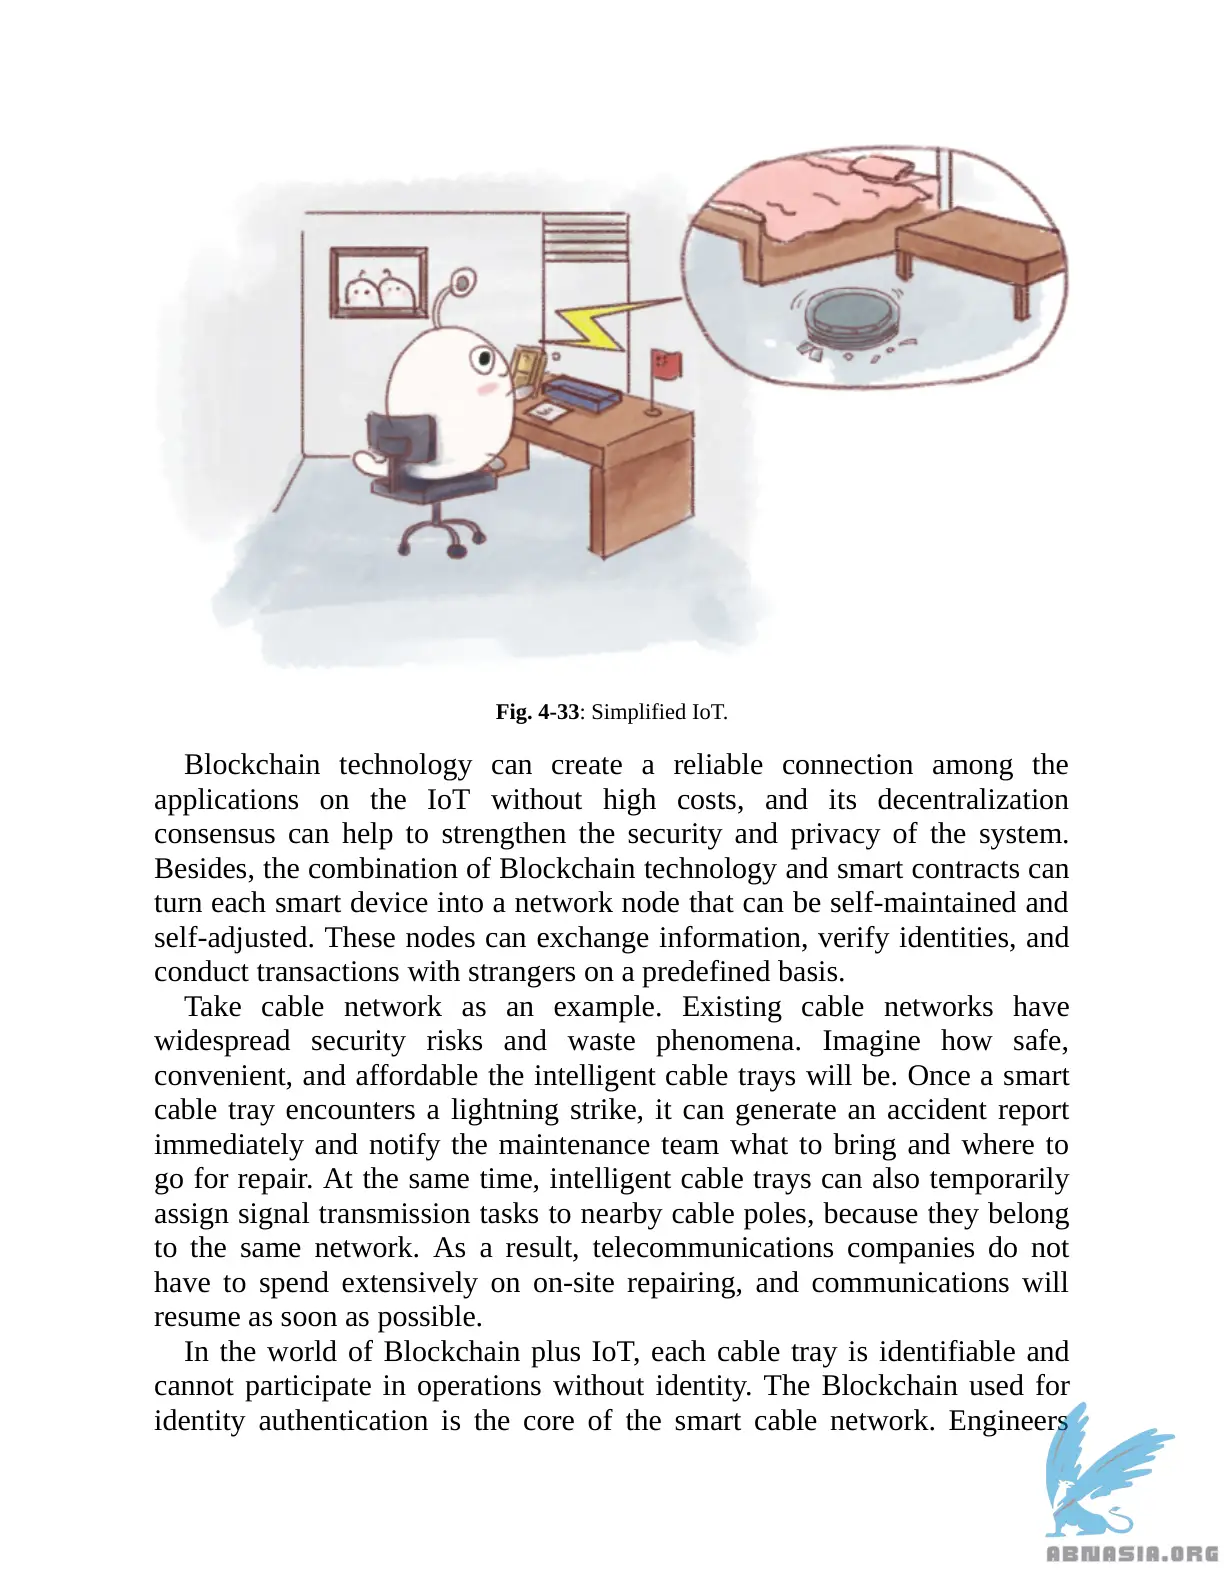 Fig. 4-33: Simplified IoT.
Blockchain technology can create a reliable connection among the
applications on the IoT without high costs, and its decentralization
consensus can help to strengthen the security and privacy of the system.
Besides, the combination of Blockchain technology and smart contracts can
turn each smart device into a network node that can be self-maintained and
self-adjusted. These nodes can exchange information, verify identities, and
conduct transactions with strangers on a predefined basis.
Take cable network as an example. Existing cable networks have
widespread security risks and waste phenomena. Imagine how safe,
convenient, and affordable the intelligent cable trays will be. Once a smart
cable tray encounters a lightning strike, it can generate an accident report
immediately and notify the maintenance team what to bring and where to
go for repair. At the same time, intelligent cable trays can also temporarily
assign signal transmission tasks to nearby cable poles, because they belong
to the same network. As a result, telecommunications companies do not
have to spend extensively on on-site repairing, and communications will
resume as soon as possible.
In the world of Blockchain plus IoT, each cable tray is identifiable and
cannot participate in operations without identity. The Blockchain used for
identity authentication is the core of the smart cable network. Engineers
ABNASIA.ORG